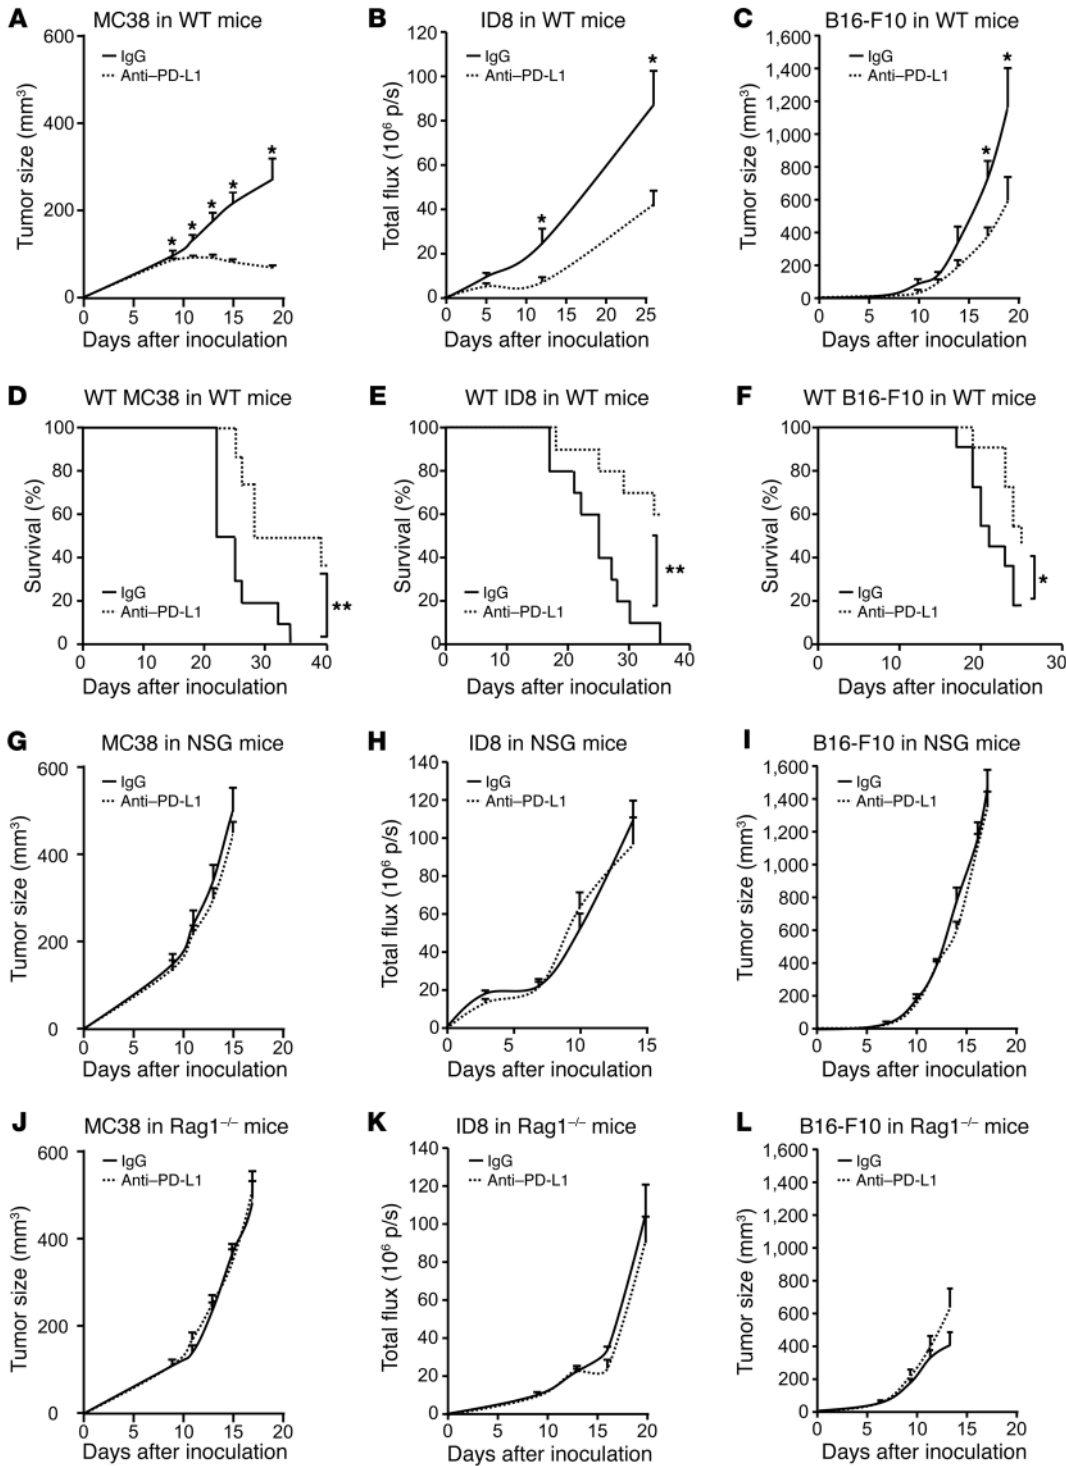 A MC38 in WT mice
600
400
200
0
Tumor size (mm³)
IgG
Anti–PD-L1
* * * * *
0 5 10 15 20
Days after inoculation
B ID8 in WT mice
120
100
80
60
40
20
0
Total flux (10⁶ p/s)
IgG
Anti–PD-L1
* *
0 5 10 15 20 25
Days after inoculation
C B16-F10 in WT mice
1,600
1,400
1,200
1,000
800
600
400
200
0
Tumor size (mm³)
IgG
Anti–PD-L1
* *
0 5 10 15 20
Days after inoculation
D WT MC38 in WT mice
100
80
60
40
20
0
Survival (%)
IgG
Anti–PD-L1
**
0 10 20 30 40
Days after inoculation
E WT ID8 in WT mice
100
80
60
40
20
0
Survival (%)
IgG
Anti–PD-L1
**
0 10 20 30 40
Days after inoculation
F WT B16-F10 in WT mice
100
80
60
40
20
0
Survival (%)
IgG
Anti–PD-L1
*
0 10 20 30
Days after inoculation
G MC38 in NSG mice
600
400
200
0
Tumor size (mm³)
IgG
Anti–PD-L1
0 5 10 15 20
Days after inoculation
H ID8 in NSG mice
140
120
100
80
60
40
20
0
Total flux (10⁶ p/s)
IgG
Anti–PD-L1
0 5 10 15
Days after inoculation
I B16-F10 in NSG mice
1,600
1,400
1,200
1,000
800
600
400
200
0
Tumor size (mm³)
IgG
Anti–PD-L1
0 5 10 15 20
Days after inoculation
J MC38 in Rag1⁻/⁻ mice
600
400
200
0
Tumor size (mm³)
IgG
Anti–PD-L1
0 5 10 15 20
Days after inoculation
K ID8 in Rag1⁻/⁻ mice
140
120
100
80
60
40
20
0
Total flux (10⁶ p/s)
IgG
Anti–PD-L1
0 5 10 15 20
Days after inoculation
L B16-F10 in Rag1⁻/⁻ mice
1,600
1,400
1,200
1,000
800
600
400
200
0
Tumor size (mm³)
IgG
Anti–PD-L1
0 5 10 15 20
Days after inoculation